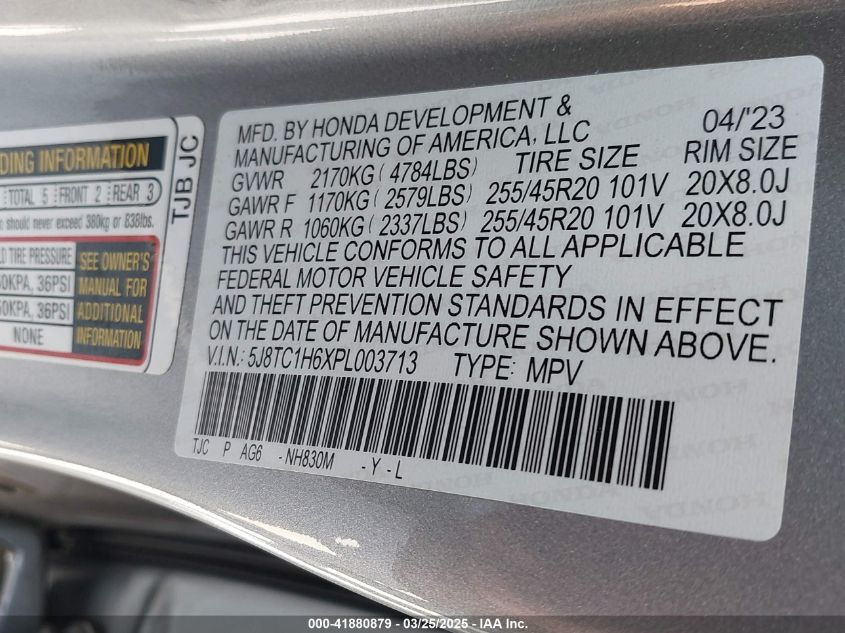 DING INFORMATION
TOTAL 5 FRONT 2 REAR 3
should never exceed 380kg or 838lbs.
TIRE PRESSURE
36PSI
36PSI
NONE
SEE OWNER'S
MANUAL FOR
ADDITIONAL
INFORMATION
TJB JC
MFD. BY HONDA DEVELOPMENT & 04/'23
MANUFACTURING OF AMERICA, LLC
GVWR 2170KG ( 4784LBS) TIRE SIZE RIM SIZE
GAWR F 1170KG ( 2579LBS) 255/45R20 101V 20X8.0J
GAWR R 1060KG ( 2337LBS) 255/45R20 101V 20X8.0J
THIS VEHICLE CONFORMS TO ALL APPLICABLE
FEDERAL MOTOR VEHICLE SAFETY
AND THEFT PREVENTION STANDARDS IN EFFECT
ON THE DATE OF MANUFACTURE SHOWN ABOVE.
V.I.N.: 5J8TC1H6XPL003713 TYPE: MPV
TJC P AG6 - NH830M - Y - L
000-41880879 — 03/25/2025 — IAA Inc.